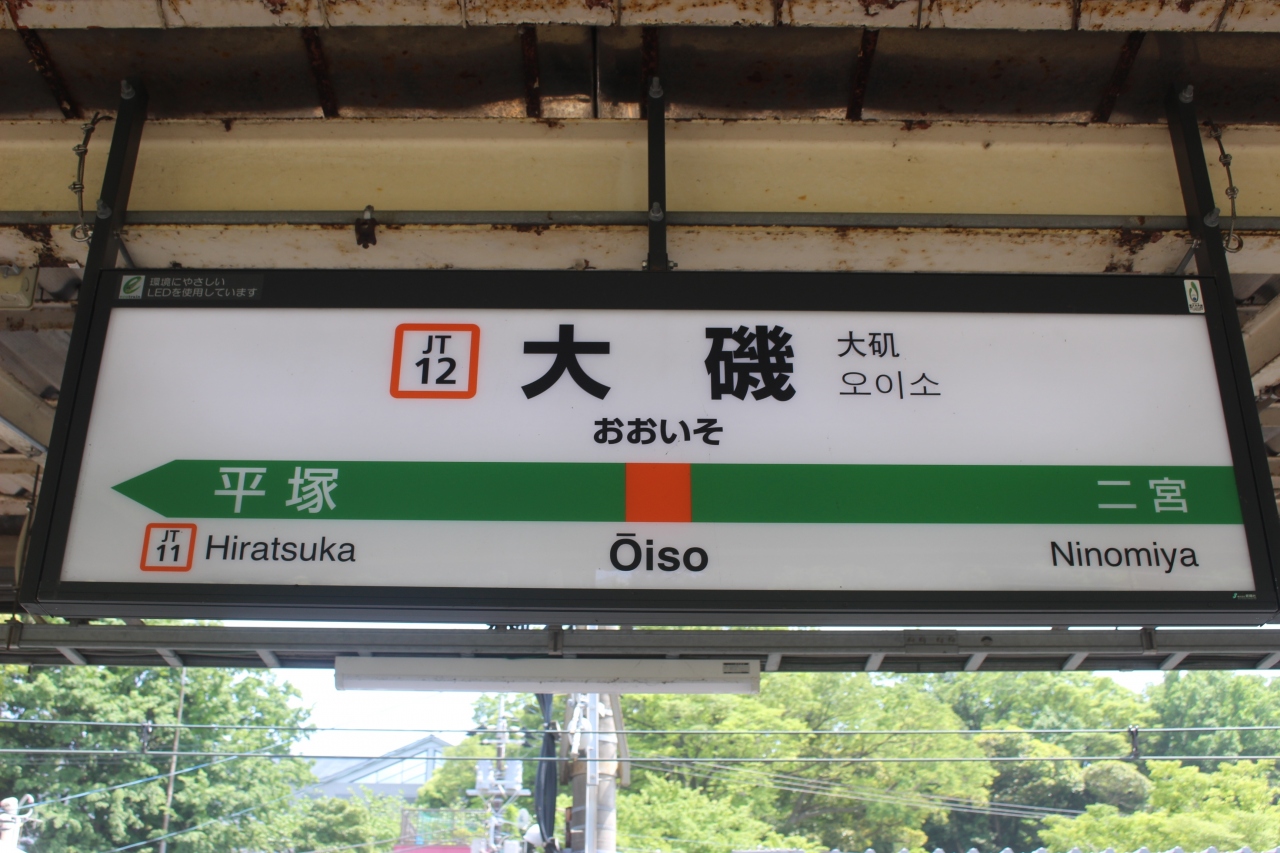 環境にやさしい
LEDを使用しています
JT
12
大磯
大矶
오이소
おおいそ
平塚
二宮
JT
11
Hiratsuka
Ōiso
Ninomiya